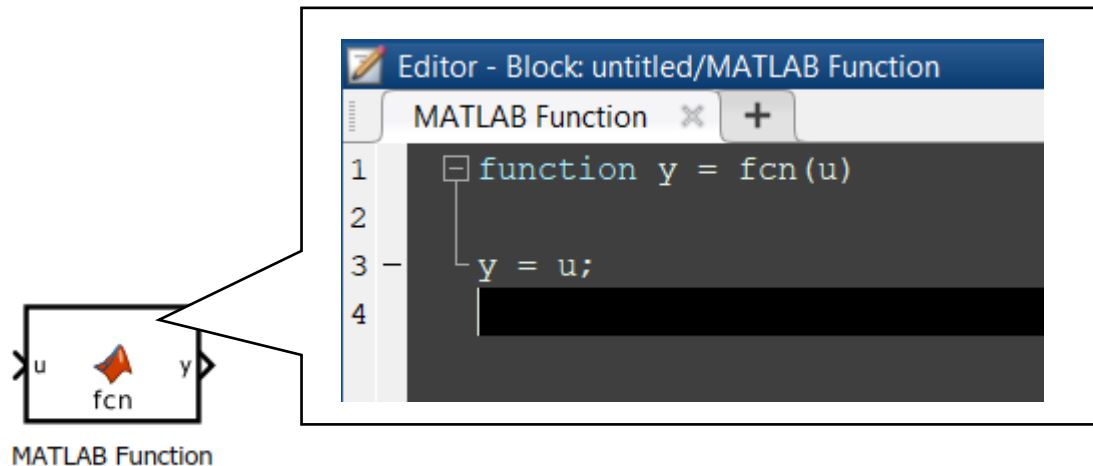 Editor - Block: untitled/MATLAB Function
MATLAB Function
1 function y = fcn(u)
2
3 y = u;
4
u y
fcn
MATLAB Function